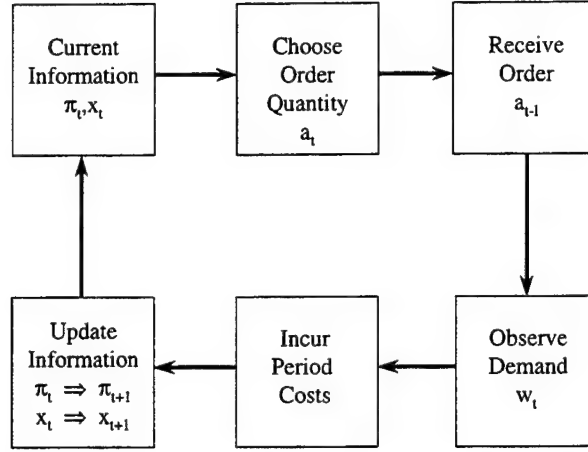 Current
Information
π_t,x_t
Choose
Order
Quantity
a_t
Receive
Order
a_{t-1}
Update
Information
π_t ⇒ π_{t+1}
x_t ⇒ x_{t+1}
Incur
Period
Costs
Observe
Demand
w_t